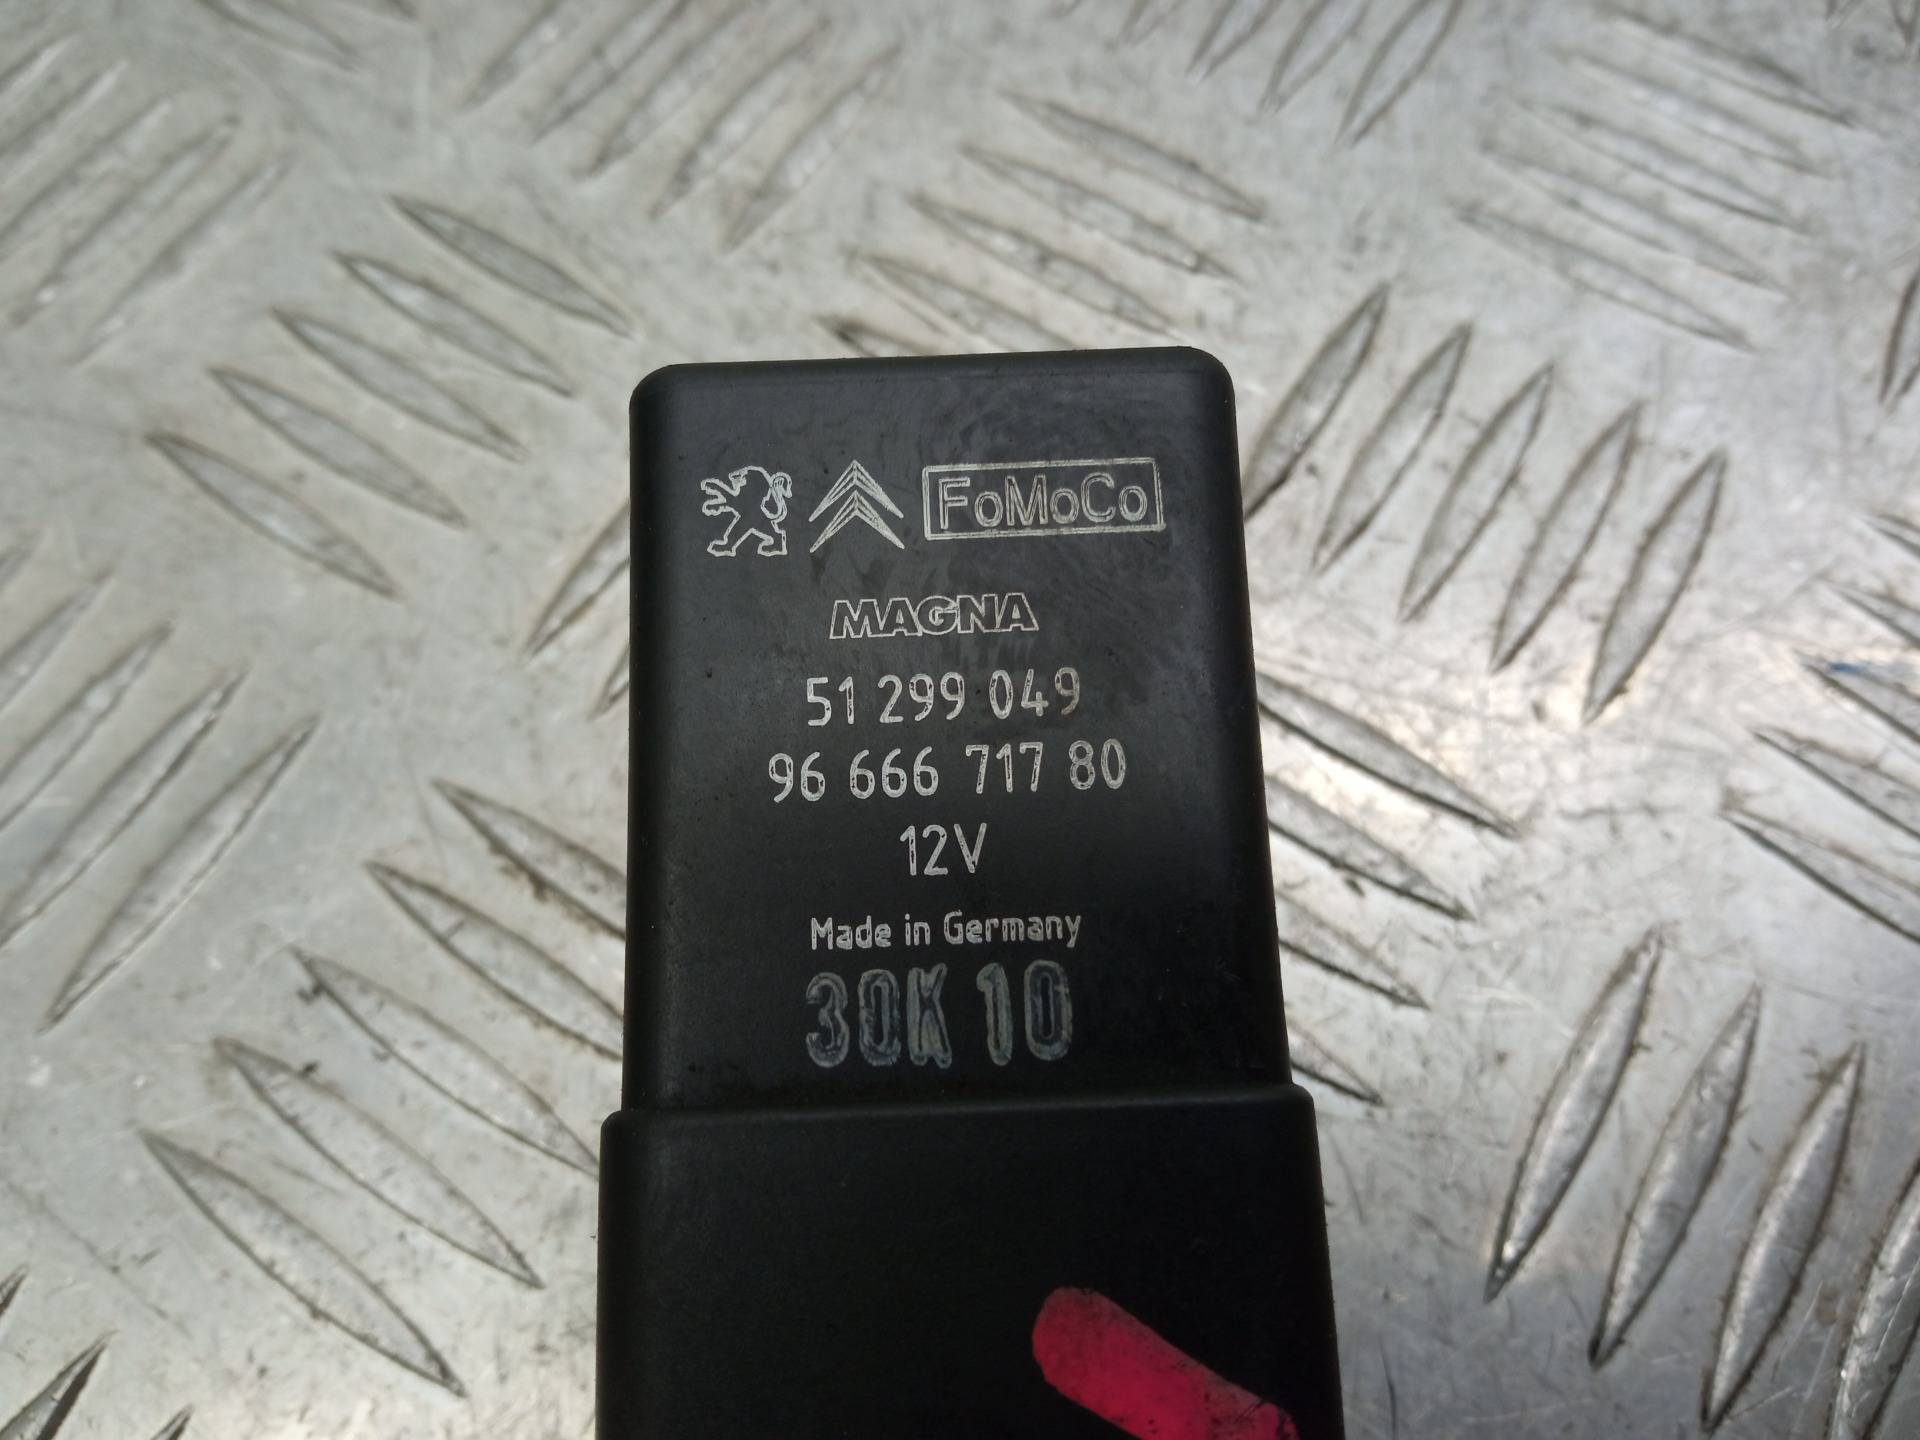 FoMoCo
MAGNA
51 299 049
96 666 717 80
12V
Made in Germany
30K 10